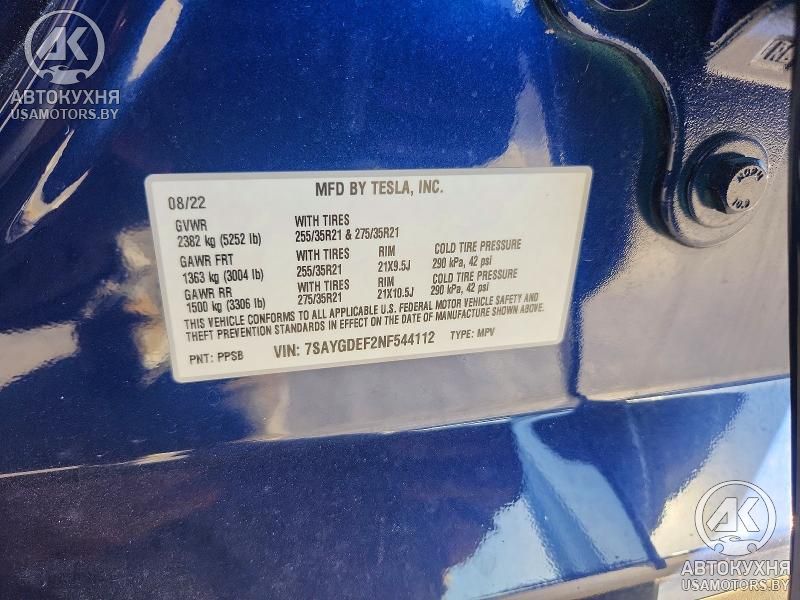 АК
АВТОКУХНЯ
USAMOTORS.BY
MFD BY TESLA, INC.
08/22
GVWR
2382 kg (5252 lb)
WITH TIRES
255/35R21 & 275/35R21
GAWR FRT
1363 kg (3004 lb)
WITH TIRES
255/35R21
RIM
21X9.5J
COLD TIRE PRESSURE
290 kPa, 42 psi
GAWR RR
1500 kg (3306 lb)
WITH TIRES
275/35R21
RIM
21X10.5J
COLD TIRE PRESSURE
290 kPa, 42 psi
THIS VEHICLE CONFORMS TO ALL APPLICABLE U.S. FEDERAL MOTOR VEHICLE SAFETY AND
THEFT PREVENTION STANDARDS IN EFFECT ON THE DATE OF MANUFACTURE SHOWN ABOVE.
PNT: PPSB
VIN: 7SAYGDEF2NF544112
TYPE: MPV
10.9
АК
АВТОКУХНЯ
USAMOTORS.BY